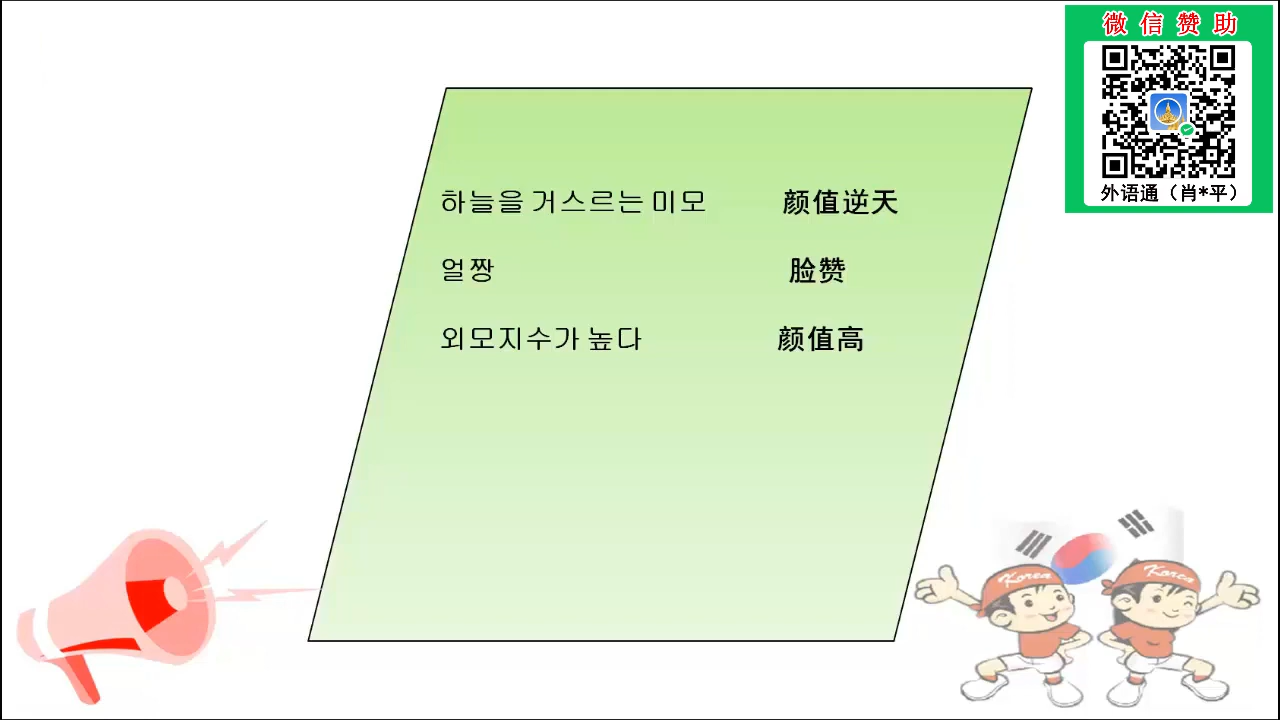 微信赞助
外语通（肖*平）
하늘을 거스르는 미모 颜值逆天
얼짱 脸赞
외모지수가 높다 颜值高
Korea
Korea